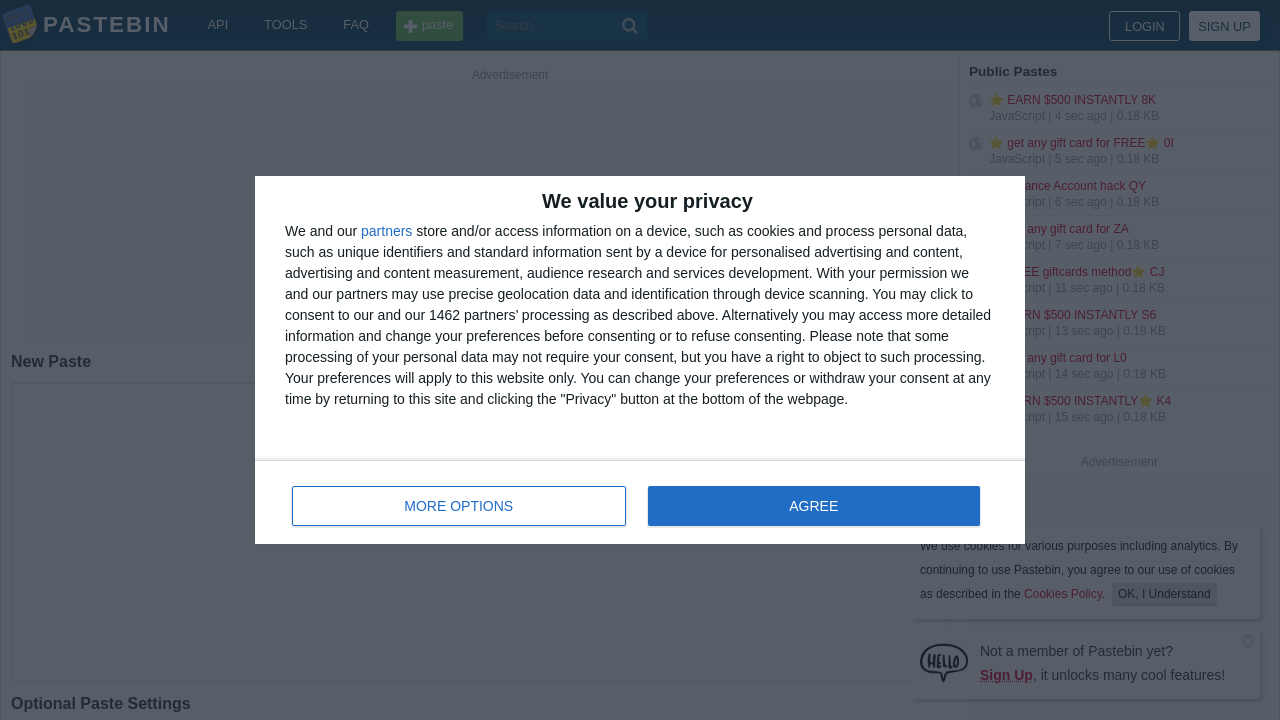 PASTEBIN API TOOLS FAQ paste Search... LOGIN SIGN UP
Advertisement
Public Pastes
⭐ EARN $500 INSTANTLY 8K
JavaScript | 4 sec ago | 0.18 KB
⭐ get any gift card for FREE⭐ 0I
JavaScript | 5 sec ago | 0.18 KB
ance Account hack QY
cript | 6 sec ago | 0.18 KB
any gift card for ZA
cript | 7 sec ago | 0.18 KB
EE giftcards method⭐ CJ
cript | 11 sec ago | 0.18 KB
RN $500 INSTANTLY S6
cript | 13 sec ago | 0.18 KB
any gift card for L0
cript | 14 sec ago | 0.18 KB
RN $500 INSTANTLY⭐ K4
cript | 15 sec ago | 0.18 KB
Advertisement
We value your privacy
We and our partners store and/or access information on a device, such as cookies and process personal data,
such as unique identifiers and standard information sent by a device for personalised advertising and content,
advertising and content measurement, audience research and services development. With your permission we
and our partners may use precise geolocation data and identification through device scanning. You may click to
consent to our and our 1462 partners’ processing as described above. Alternatively you may access more detailed
information and change your preferences before consenting or to refuse consenting. Please note that some
processing of your personal data may not require your consent, but you have a right to object to such processing.
Your preferences will apply to this website only. You can change your preferences or withdraw your consent at any
time by returning to this site and clicking the "Privacy" button at the bottom of the webpage.
MORE OPTIONS AGREE
New Paste
We use cookies for various purposes including analytics. By
continuing to use Pastebin, you agree to our use of cookies
as described in the Cookies Policy. OK, I Understand
HELLO
Not a member of Pastebin yet?
Sign Up, it unlocks many cool features!
Optional Paste Settings